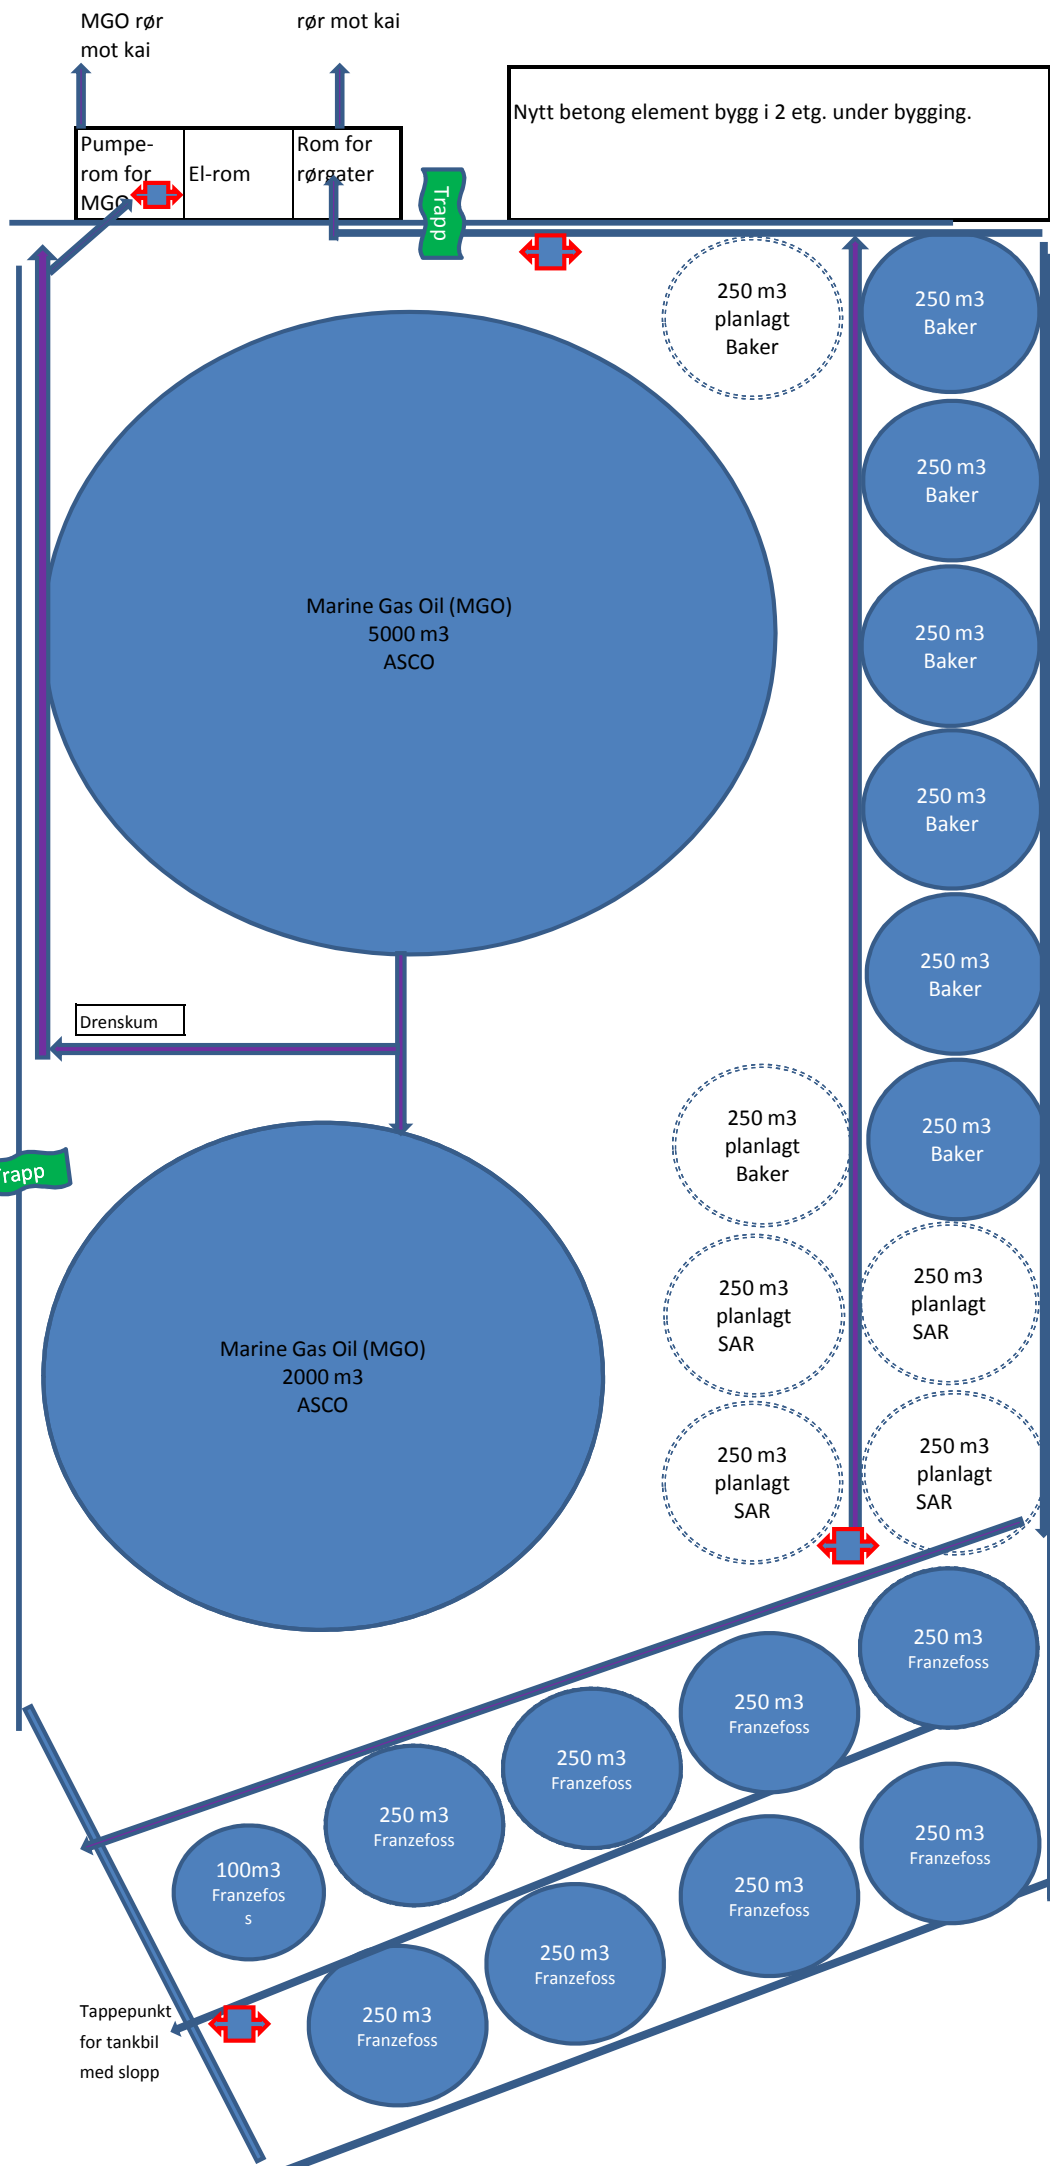 MGO rør
mot kai
rør mot kai
Nytt betong element bygg i 2 etg. under bygging.
Pumpe-
rom for
MGO
El-rom
Rom for
rørgater
Trapp
250 m3
planlagt
Baker
250 m3
Baker
250 m3
Baker
250 m3
Baker
250 m3
Baker
250 m3
Baker
250 m3
Baker
Marine Gas Oil (MGO)
5000 m3
ASCO
Drenskum
250 m3
planlagt
Baker
Trapp
250 m3
planlagt
SAR
250 m3
planlagt
SAR
Marine Gas Oil (MGO)
2000 m3
ASCO
250 m3
planlagt
SAR
250 m3
planlagt
SAR
250 m3
Franzefoss
250 m3
Franzefoss
250 m3
Franzefoss
250 m3
Franzefoss
100m3
Franzefos
s
250 m3
Franzefoss
250 m3
Franzefoss
250 m3
Franzefoss
250 m3
Franzefoss
Tappepunkt
for tankbil
med slopp